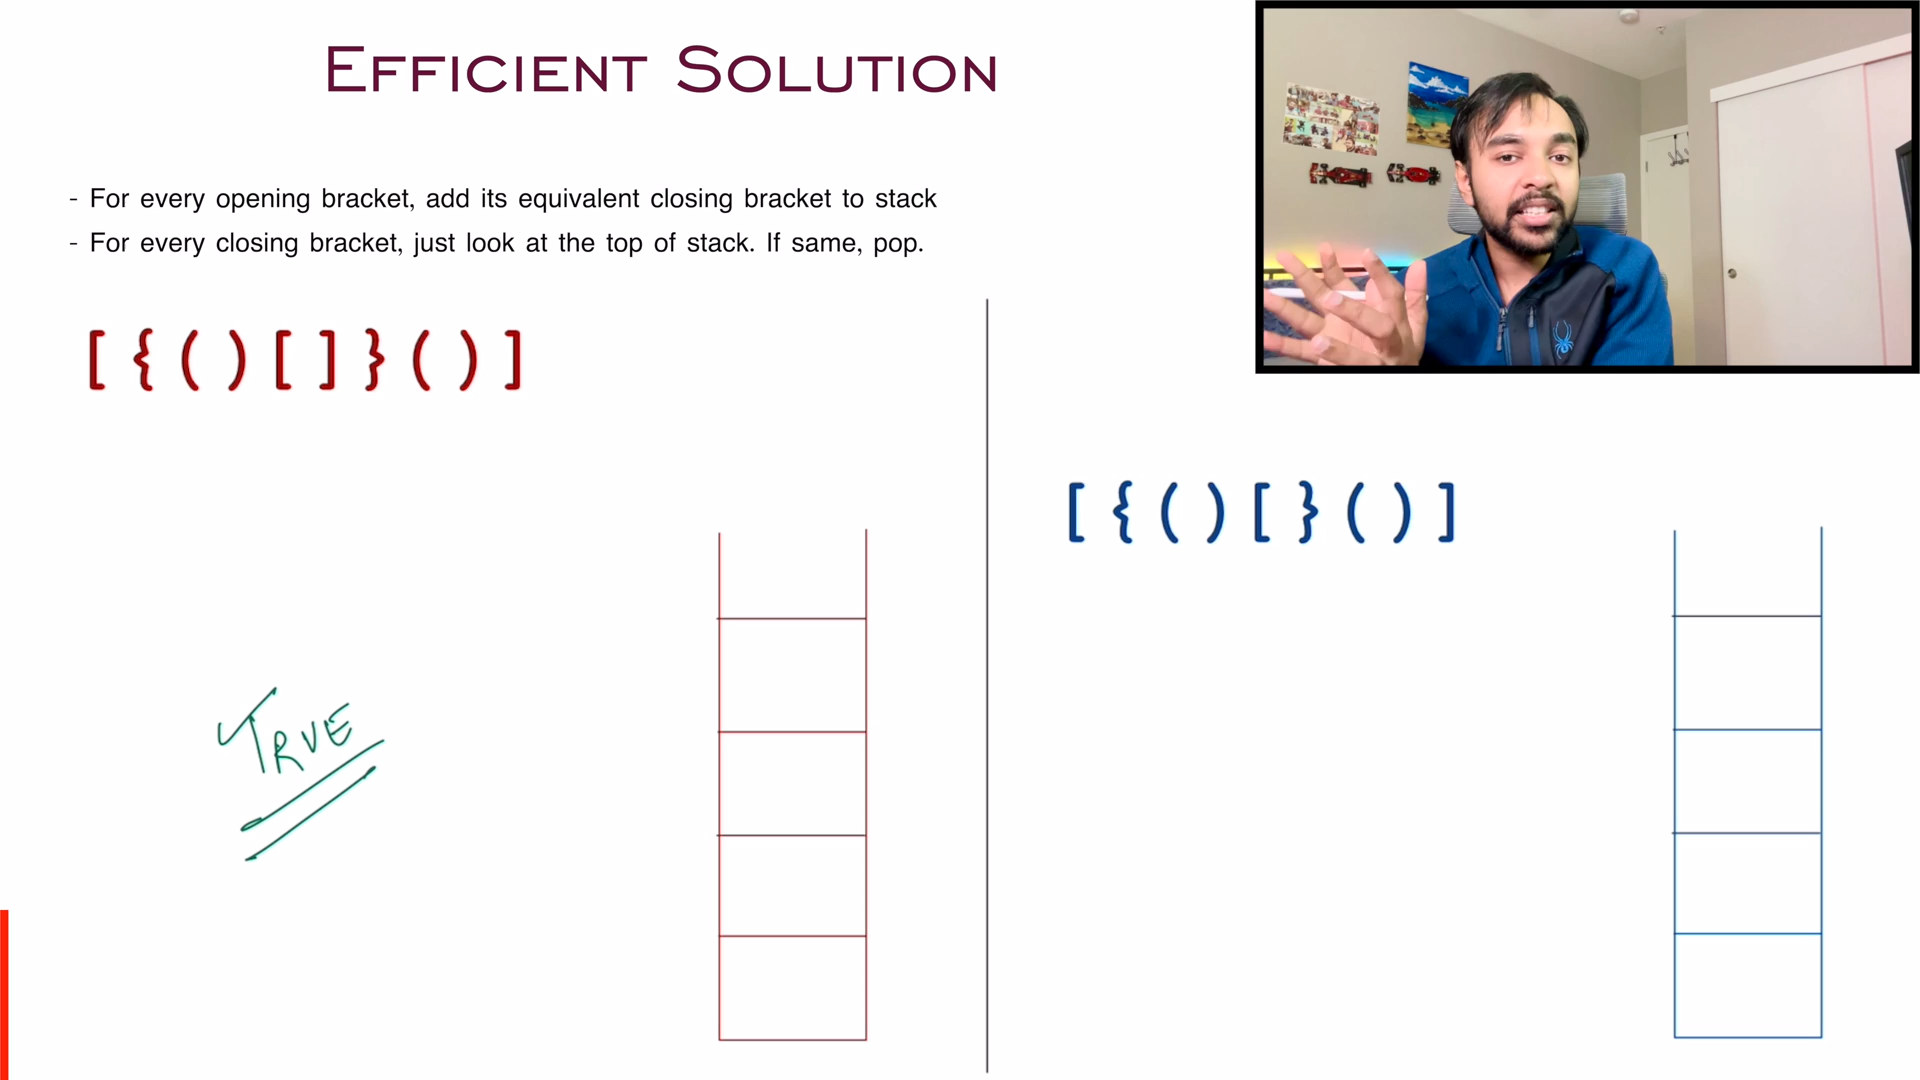 EFFICIENT SOLUTION
- For every opening bracket, add its equivalent closing bracket to stack
- For every closing bracket, just look at the top of stack. If same, pop.
[ { ( ) [ ] } ( ) ]
[ { ( ) [ } ( ) ]
TRUE